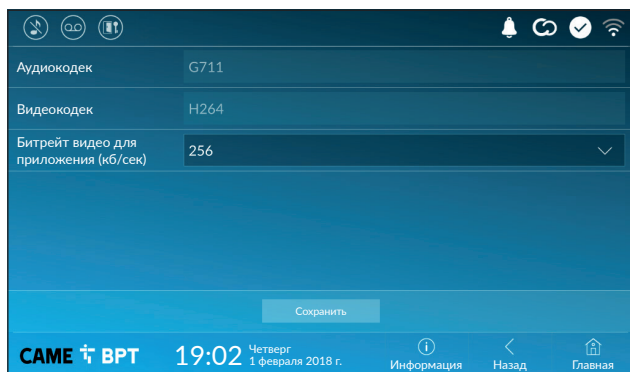 Аудиокодек G711
Видеокодек H264
Битрейт видео для
приложения (кб/сек)
256
Сохранить
CAME BPT
19:02
Четверг
1 февраля 2018 г.
Информация
Назад
Главная